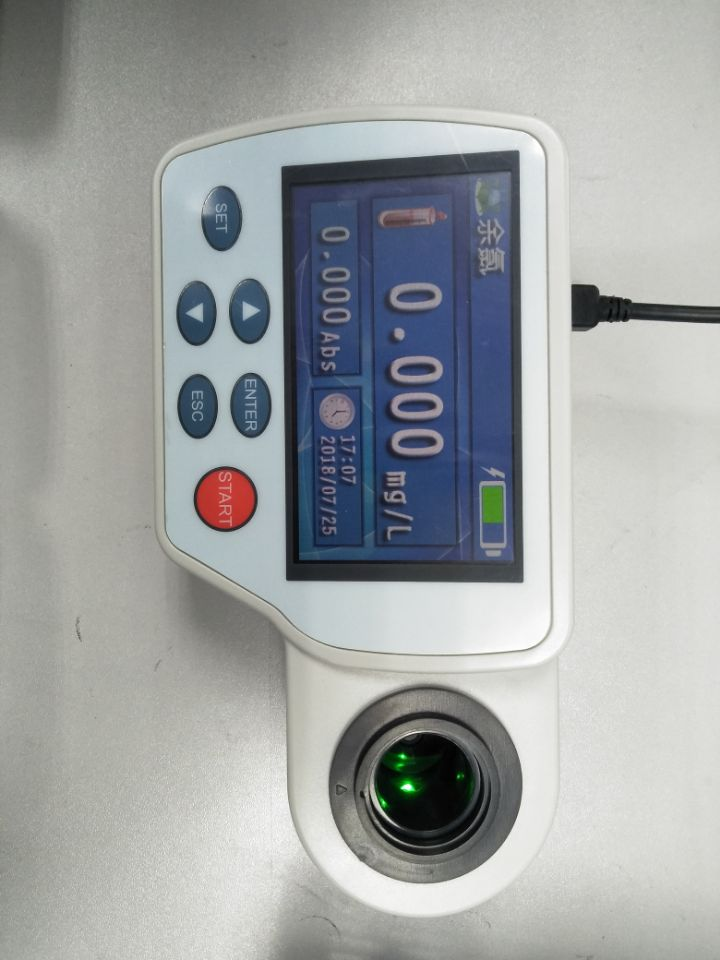 余氯
0.000 mg/L
0.000 Abs
17:07
2018/07/25
SET
ENTER
ESC
START